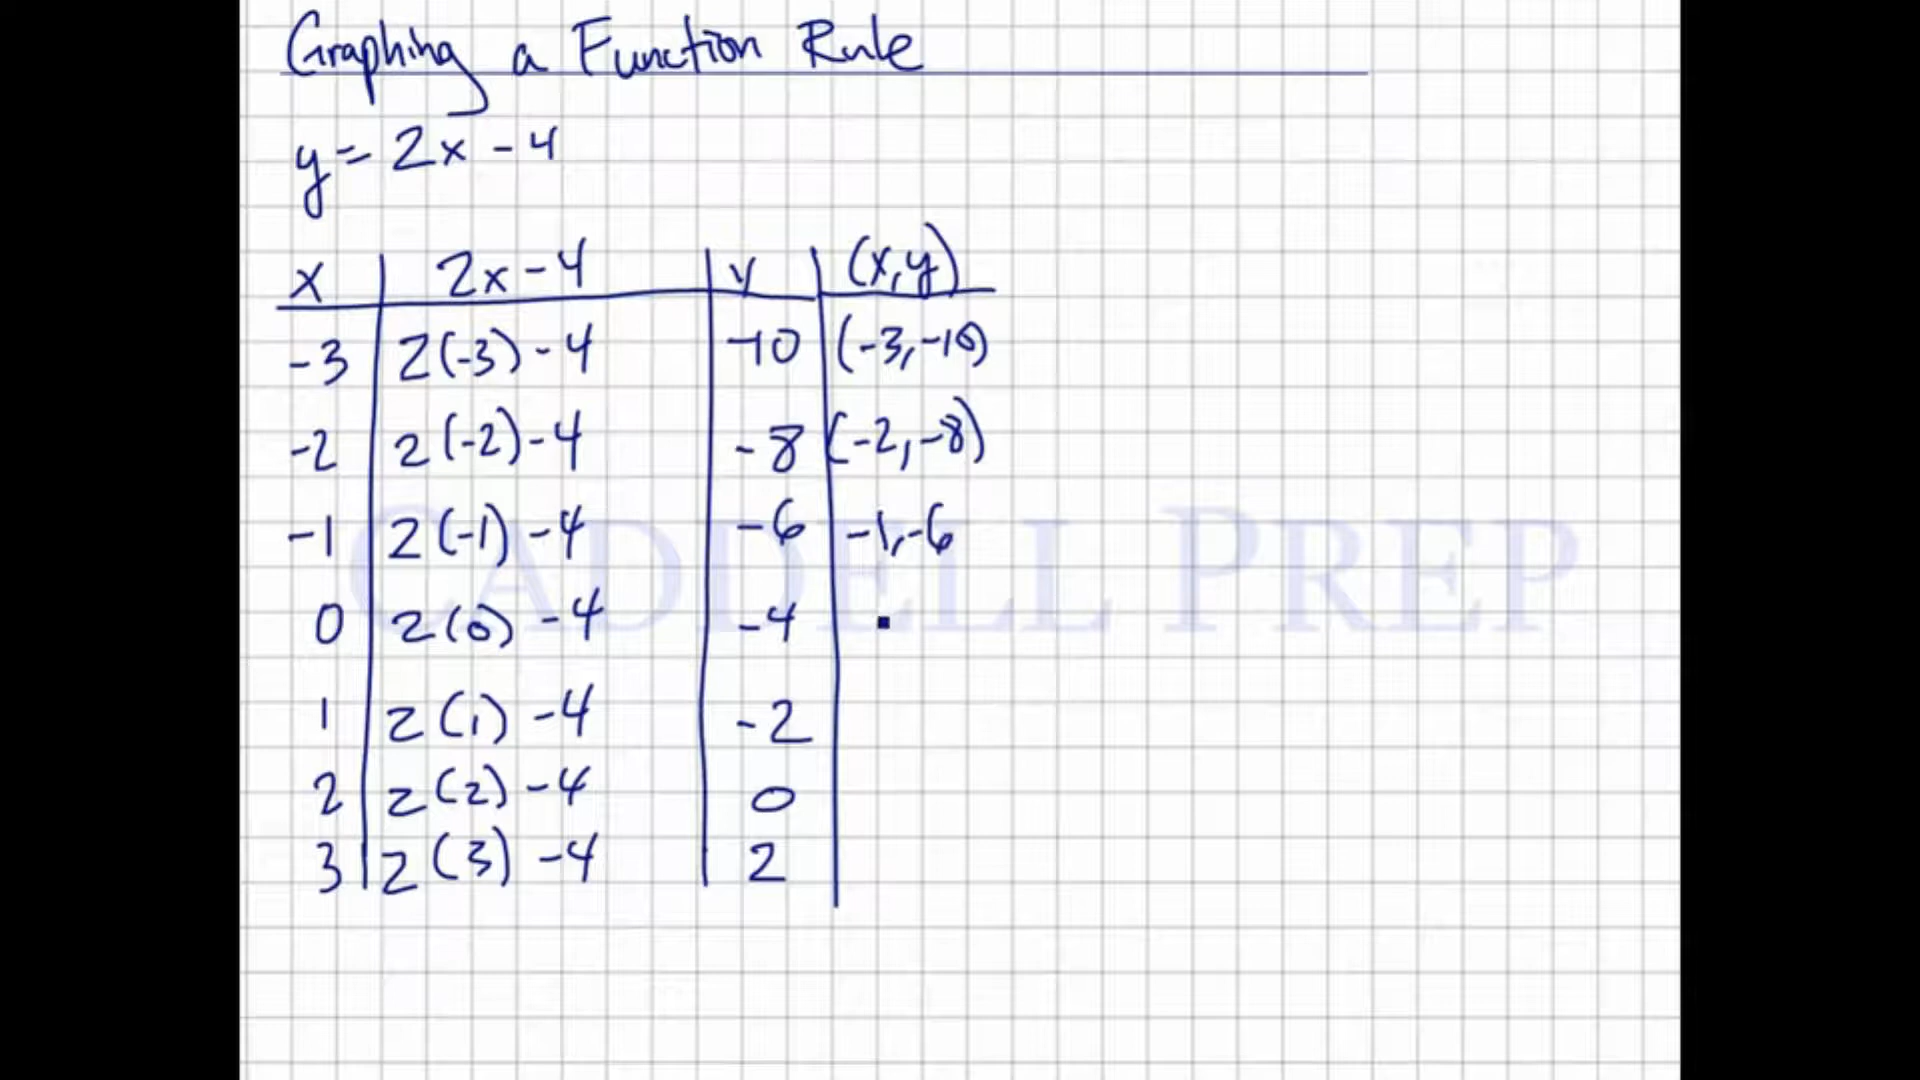 Graphing a Function Rule
y = 2x - 4
x 2x - 4 y (x,y)
-3 2(-3) - 4 -10 (-3,-10)
-2 2(-2) - 4 -8 (-2,-8)
-1 2(-1) - 4 -6 -1,-6
CADDELL PREP
0 2(0) - 4 -4
1 2(1) - 4 -2
2 2(2) - 4 0
3 2(3) - 4 2